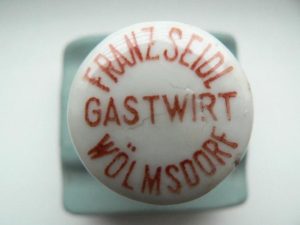 FRANZ SEIDL
GASTWIRT
WÖLMSDORF